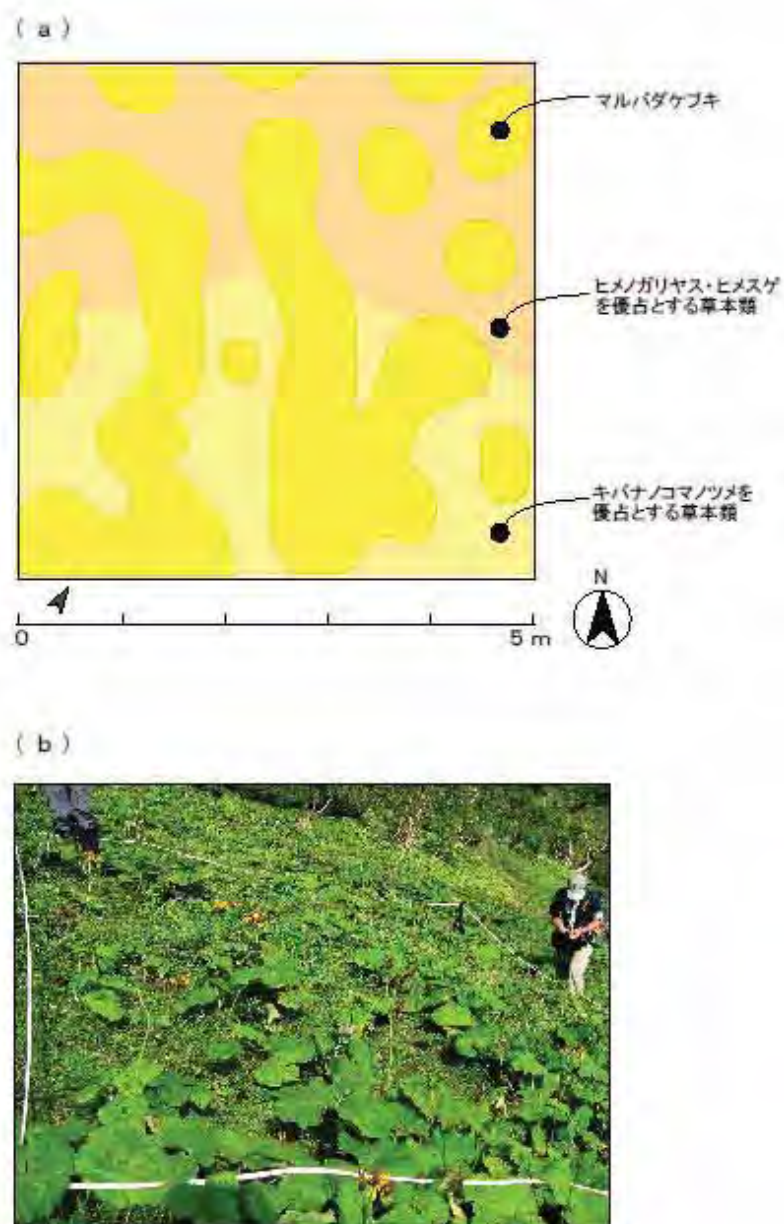 ( a )
マルバダケブキ
ヒメノガリヤス・ヒメスゲ
を優占とする草本類
キバナノコマノツメを
優占とする草本類
N
0 5 m
( b )